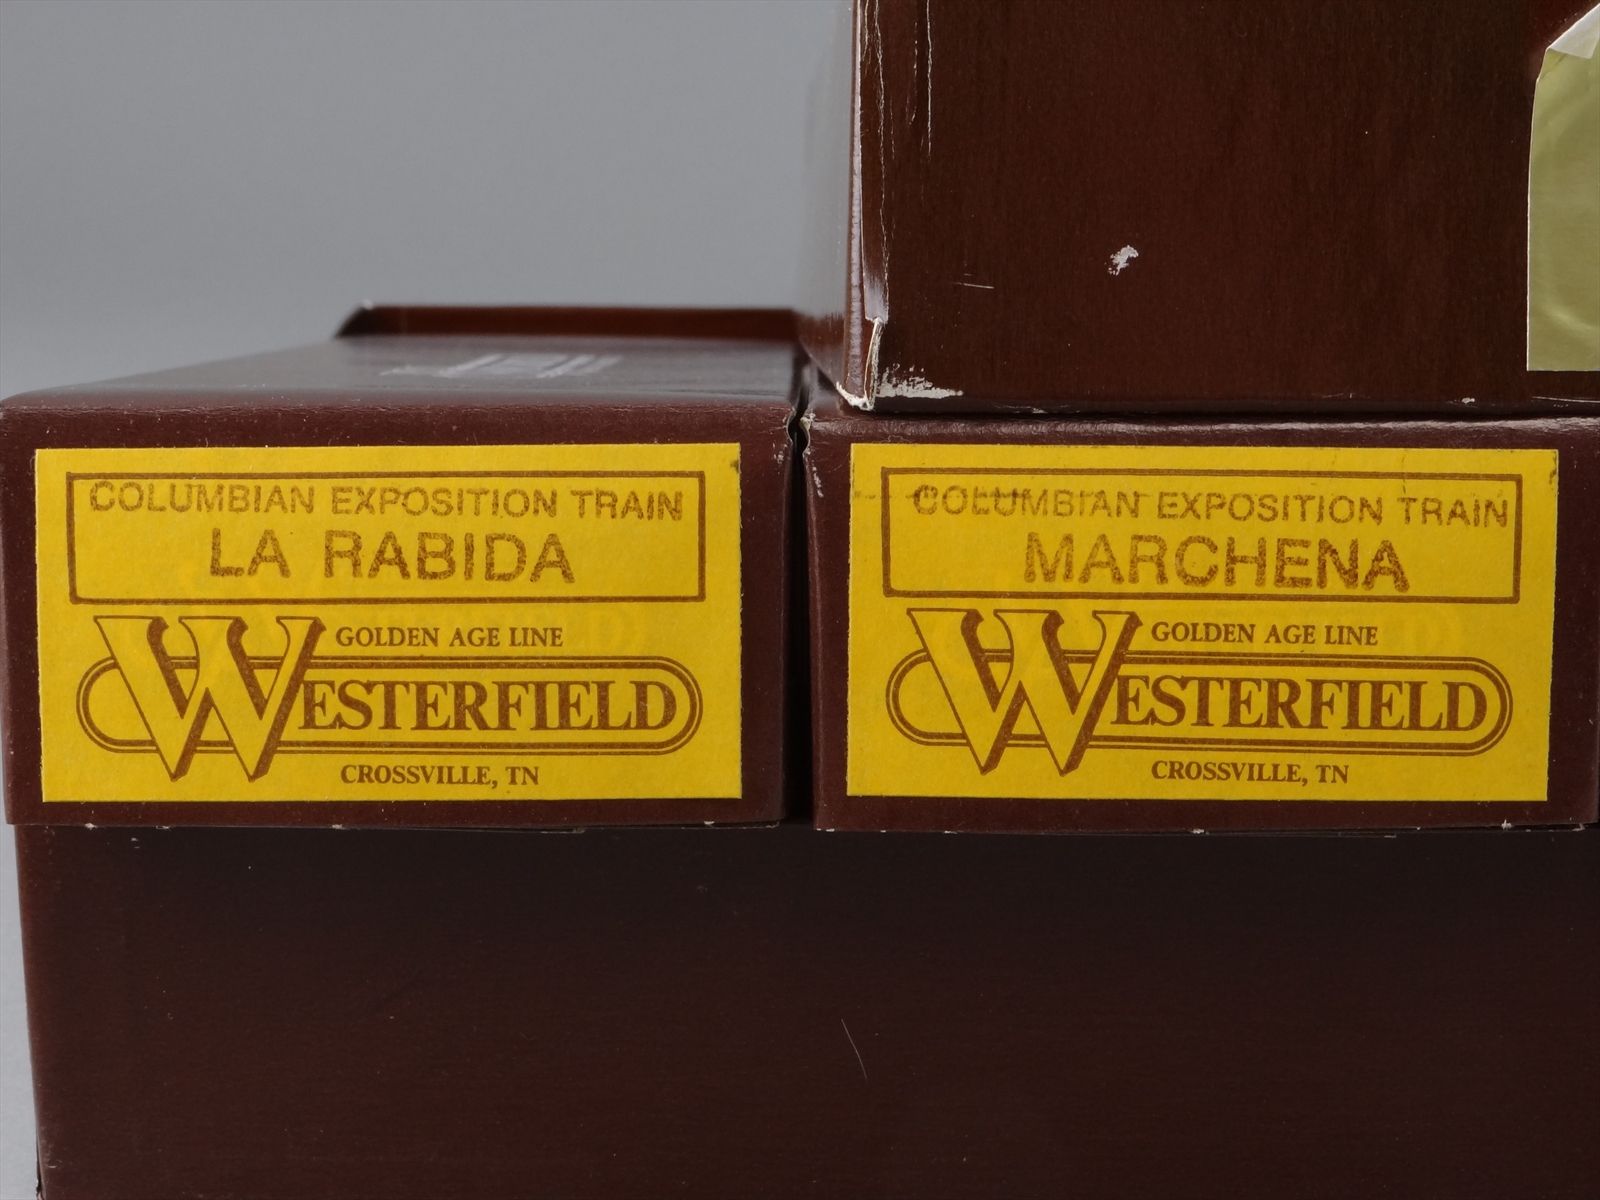 COLUMBIAN EXPOSITION TRAIN
LA RABIDA
GOLDEN AGE LINE
WESTERFIELD
CROSSVILLE, TN
COLUMBIAN EXPOSITION TRAIN
MARCHENA
GOLDEN AGE LINE
WESTERFIELD
CROSSVILLE, TN